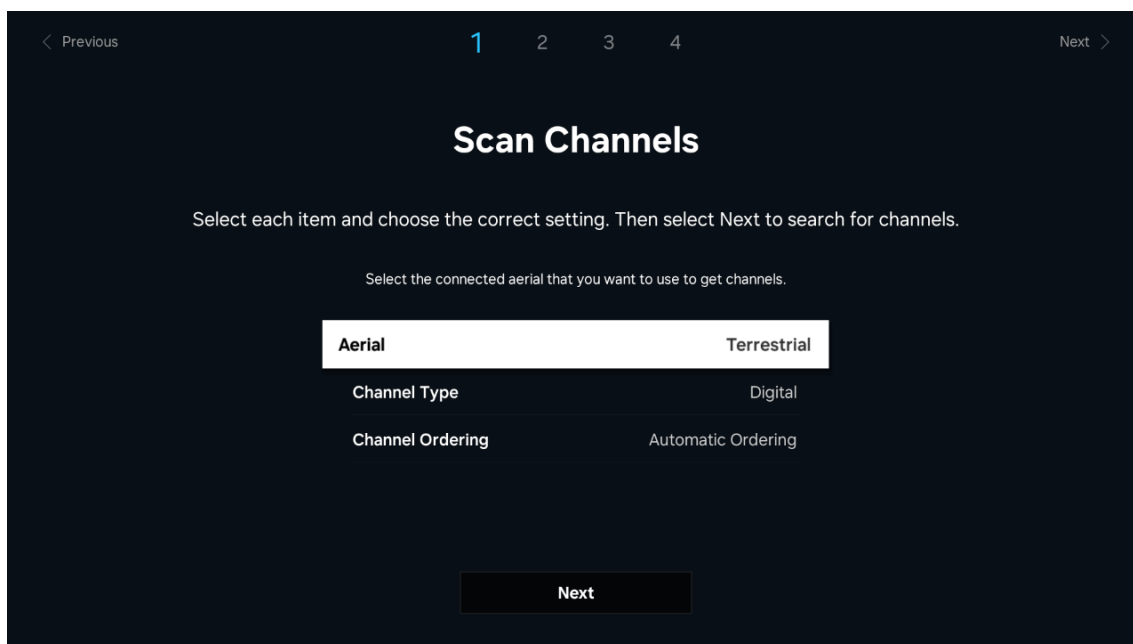 Previous
1 2 3 4
Next
Scan Channels
Select each item and choose the correct setting. Then select Next to search for channels.
Select the connected aerial that you want to use to get channels.
Aerial Terrestrial
Channel Type Digital
Channel Ordering Automatic Ordering
Next